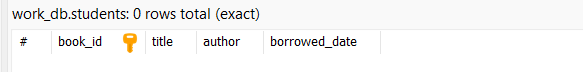 work_db.students: 0 rows total (exact)
# book_id title author borrowed_date